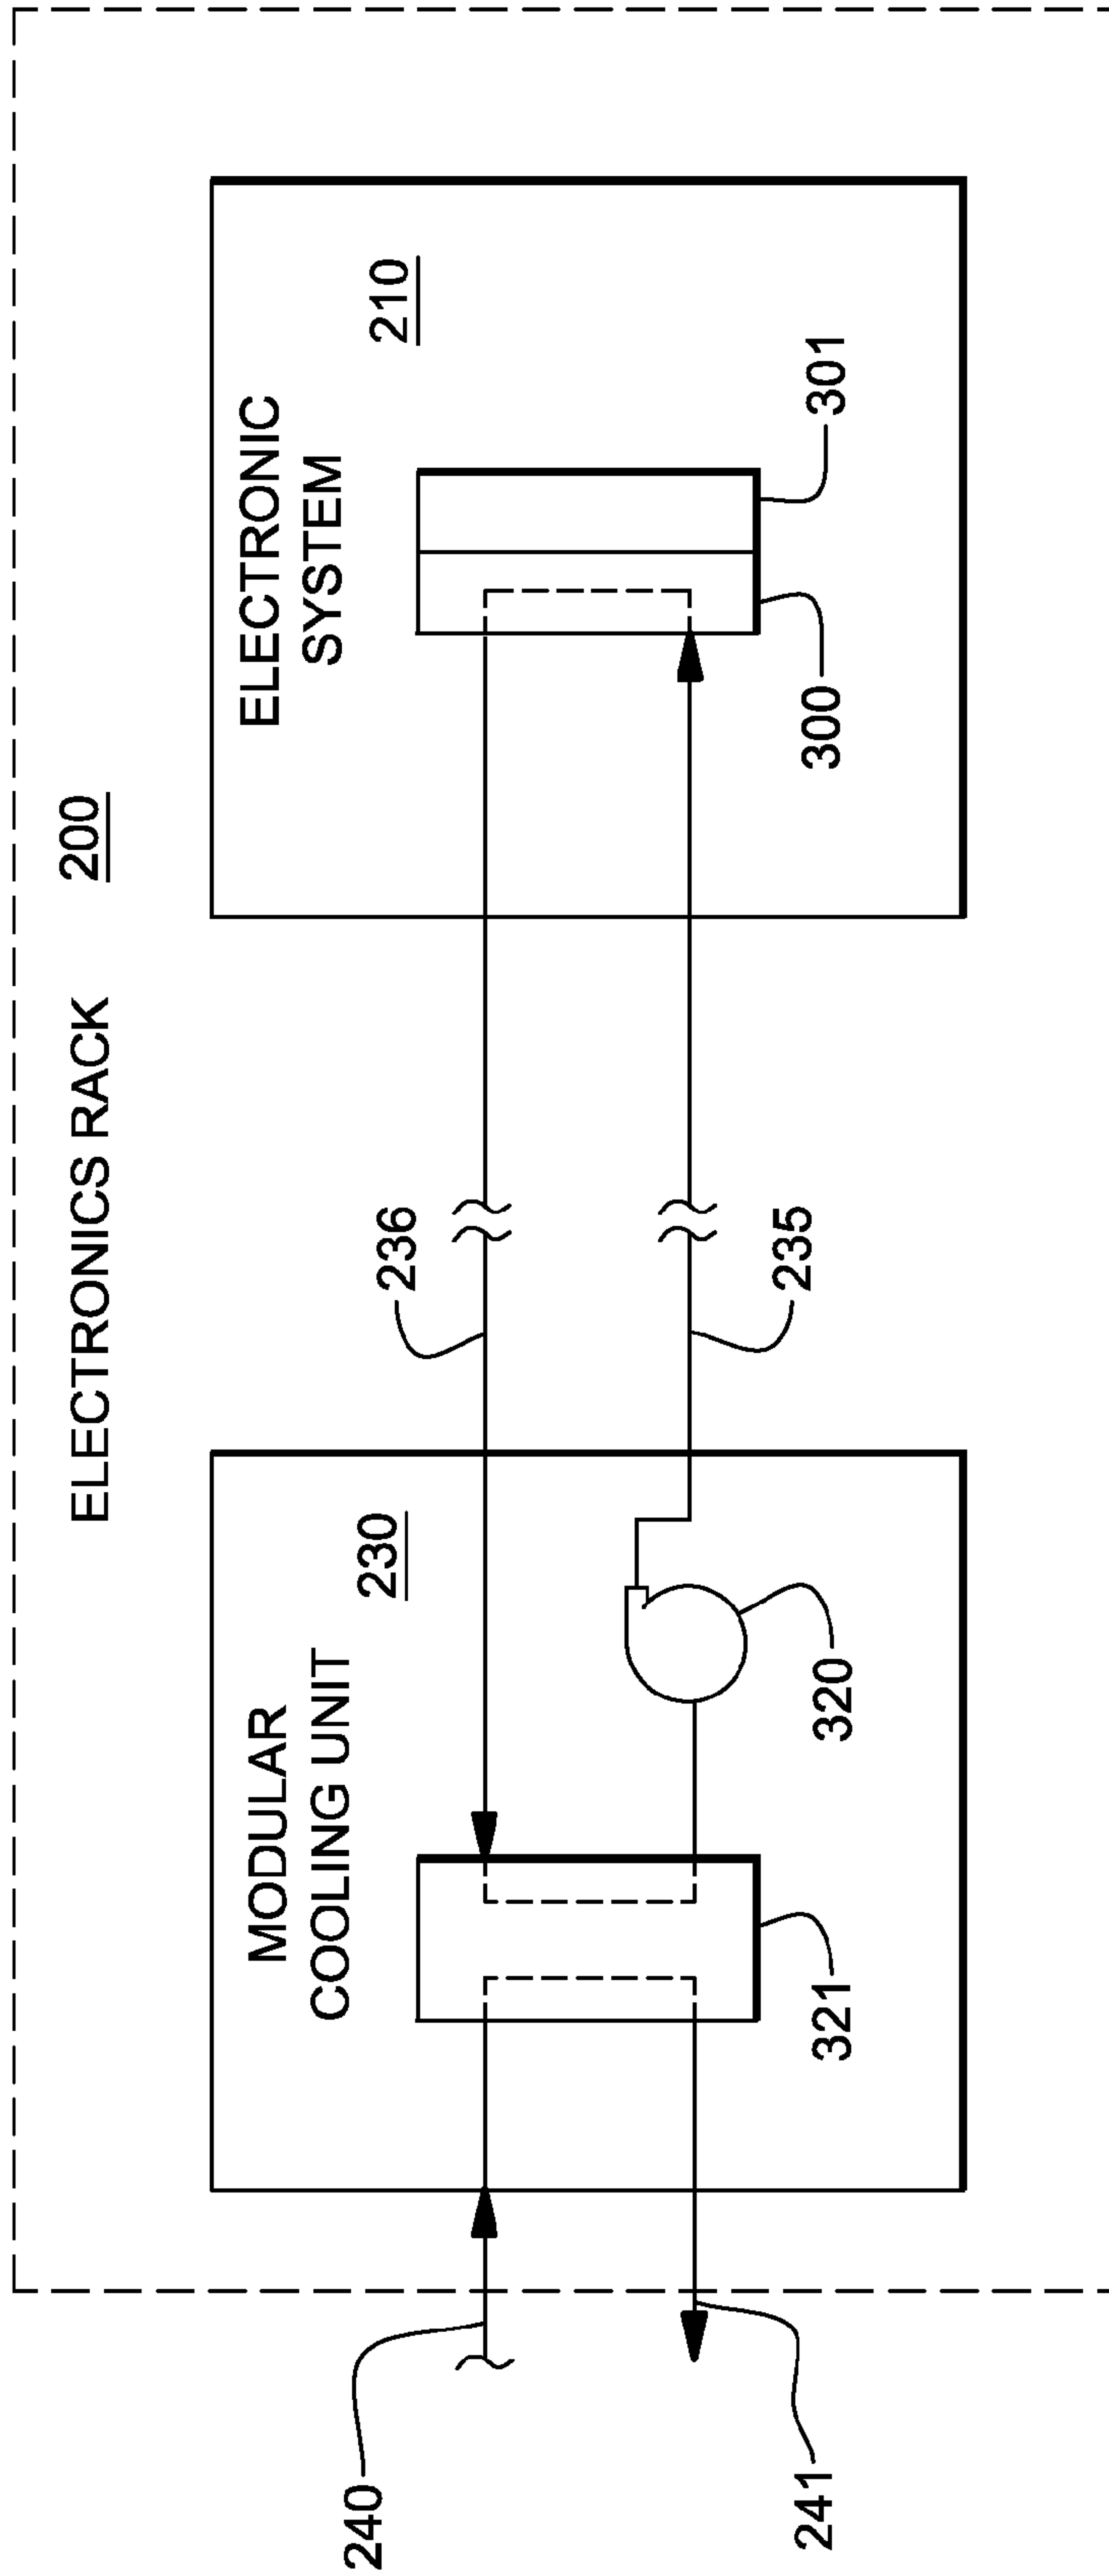 ELECTRONICS RACK 200
MODULAR
COOLING UNIT
230
ELECTRONIC
SYSTEM
210
240
236
241
321
320
235
300
301